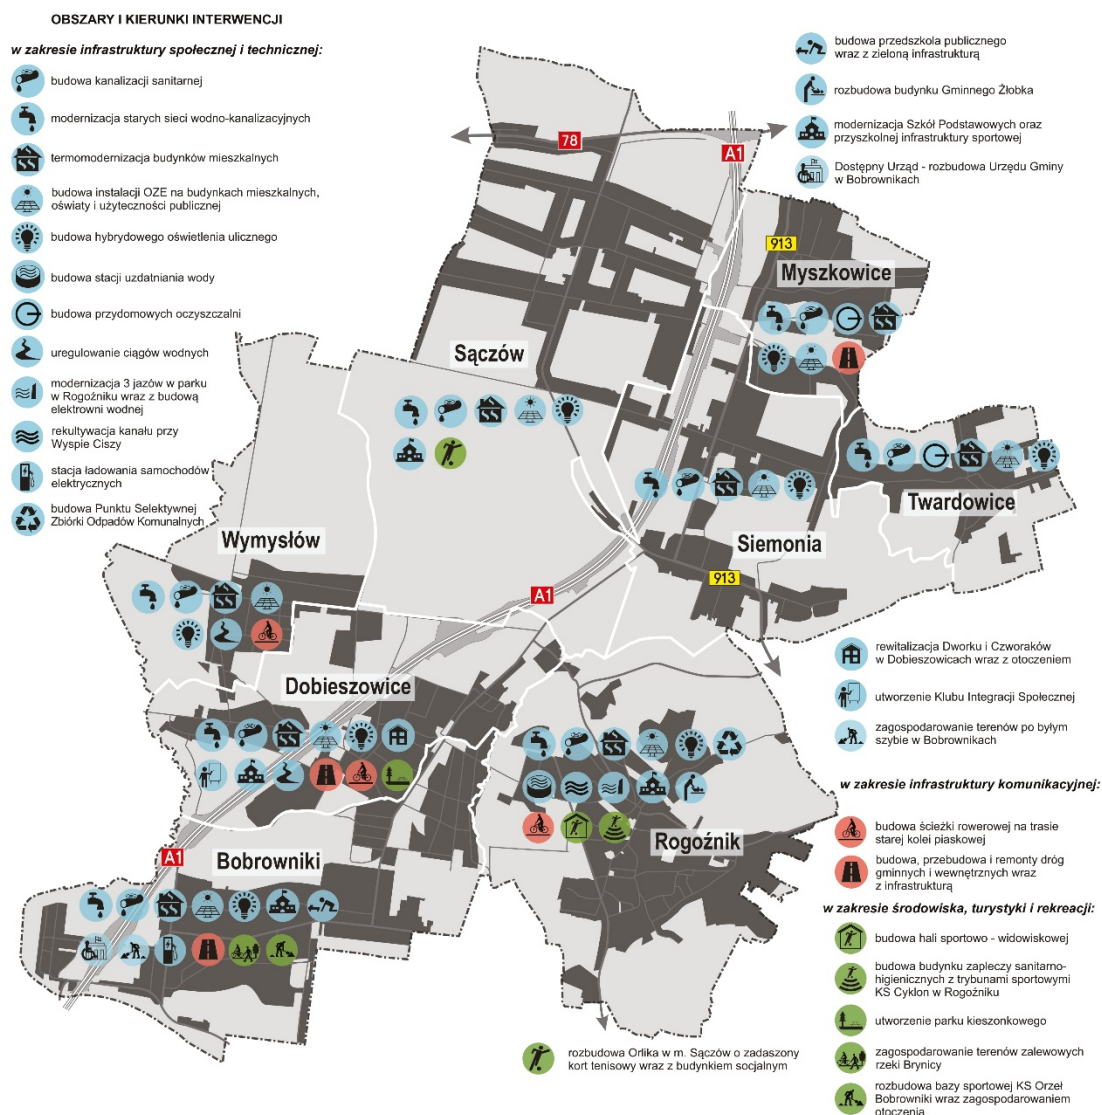 OBSZARY I KIERUNKI INTERWENCJI
w zakresie infrastruktury społecznej i technicznej:
budowa kanalizacji sanitarnej
modernizacja starych sieci wodno-kanalizacyjnych
termomodernizacja budynków mieszkalnych
budowa instalacji OZE na budynkach mieszkalnych,
oświaty i użyteczności publicznej
budowa hybrydowego oświetlenia ulicznego
budowa stacji uzdatniania wody
budowa przydomowych oczyszczalni
uregulowanie ciągów wodnych
modernizacja 3 jazów w parku
w Rogoźniku wraz z budową
elektrowni wodnej
rekultywacja kanału przy
Wyspie Ciszy
stacja ładowania samochodów
elektrycznych
budowa Punktu Selektywnej
Zbiórki Odpadów Komunalnych
budowa przedszkola publicznego
wraz z zieloną infrastrukturą
rozbudowa budynku Gminnego Żłobka
modernizacja Szkół Podstawowych oraz
przyszkolnej infrastruktury sportowej
Dostępny Urząd - rozbudowa Urzędu Gminy
w Bobrownikach
78
A1
913
Myszkowice
Sączów
Twardowice
Siemonia
913
Wymysłów
A1
Dobieszowice
Rogoźnik
A1
Bobrowniki
rewitalizacja Dworku i Czworaków
w Dobieszowicach wraz z otoczeniem
utworzenie Klubu Integracji Społecznej
zagospodarowanie terenów po byłym
szybie w Bobrownikach
w zakresie infrastruktury komunikacyjnej:
budowa ścieżki rowerowej na trasie
starej kolei piaskowej
budowa, przebudowa i remonty dróg
gminnych i wewnętrznych wraz
z infrastrukturą
w zakresie środowiska, turystyki i rekreacji:
budowa hali sportowo - widowiskowej
budowa budynku zapleczy sanitarno-
higienicznych z trybunami sportowymi
KS Cyklon w Rogoźniku
utworzenie parku kieszonkowego
zagospodarowanie terenów zalewowych
rzeki Brynicy
rozbudowa bazy sportowej KS Orzeł
Bobrowniki wraz zagospodarowaniem
otoczenia
rozbudowa Orlika w m. Sączów o zadaszony
kort tenisowy wraz z budynkiem socjalnym